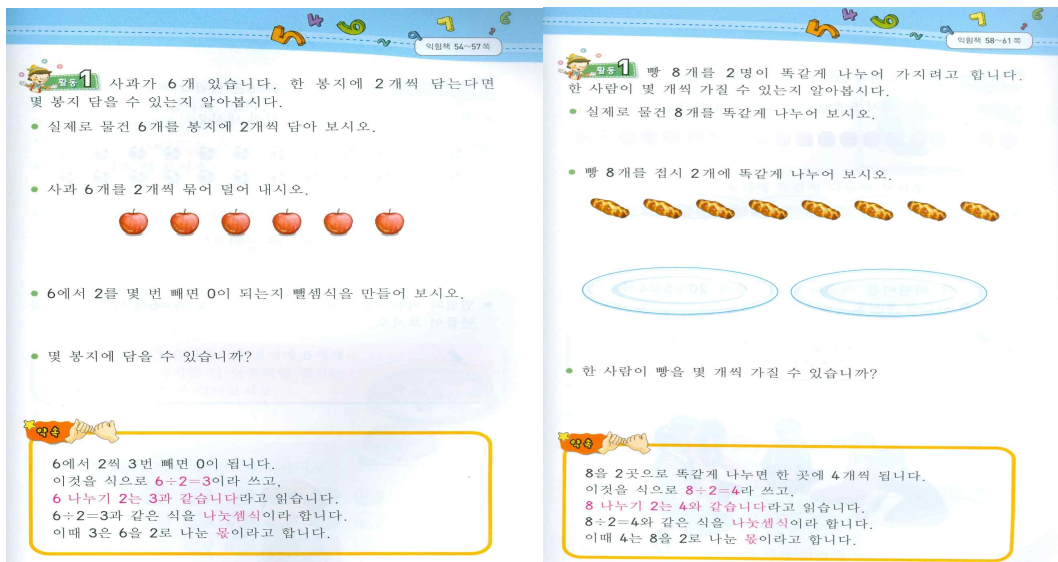 익힘책 54~57쪽
활동 1 사과가 6개 있습니다. 한 봉지에 2개씩 담는다면
몇 봉지 담을 수 있는지 알아봅시다.
● 실제로 물건 6개를 봉지에 2개씩 담아 보시오.
● 사과 6개를 2개씩 묶어 덜어 내시오.
● 6에서 2를 몇 번 빼면 0이 되는지 뺄셈식을 만들어 보시오.
● 몇 봉지에 담을 수 있습니까?
약속
6에서 2씩 3번 빼면 0이 됩니다.
이것을 식으로 6÷2=3이라 쓰고,
6 나누기 2는 3과 같습니다라고 읽습니다.
6÷2=3과 같은 식을 나눗셈식이라 합니다.
이때 3은 6을 2로 나눈 몫이라고 합니다.
익힘책 58~61쪽
활동 1 빵 8개를 2명이 똑같게 나누어 가지려고 합니다.
한 사람이 몇 개씩 가질 수 있는지 알아봅시다.
● 실제로 물건 8개를 똑같게 나누어 보시오.
● 빵 8개를 접시 2개에 똑같게 나누어 보시오.
● 한 사람이 빵을 몇 개씩 가질 수 있습니까?
약속
8을 2곳으로 똑같게 나누면 한 곳에 4개씩 됩니다.
이것을 식으로 8÷2=4라 쓰고,
8 나누기 2는 4와 같습니다라고 읽습니다.
8÷2=4와 같은 식을 나눗셈식이라 합니다.
이때 4는 8을 2로 나눈 몫이라고 합니다.